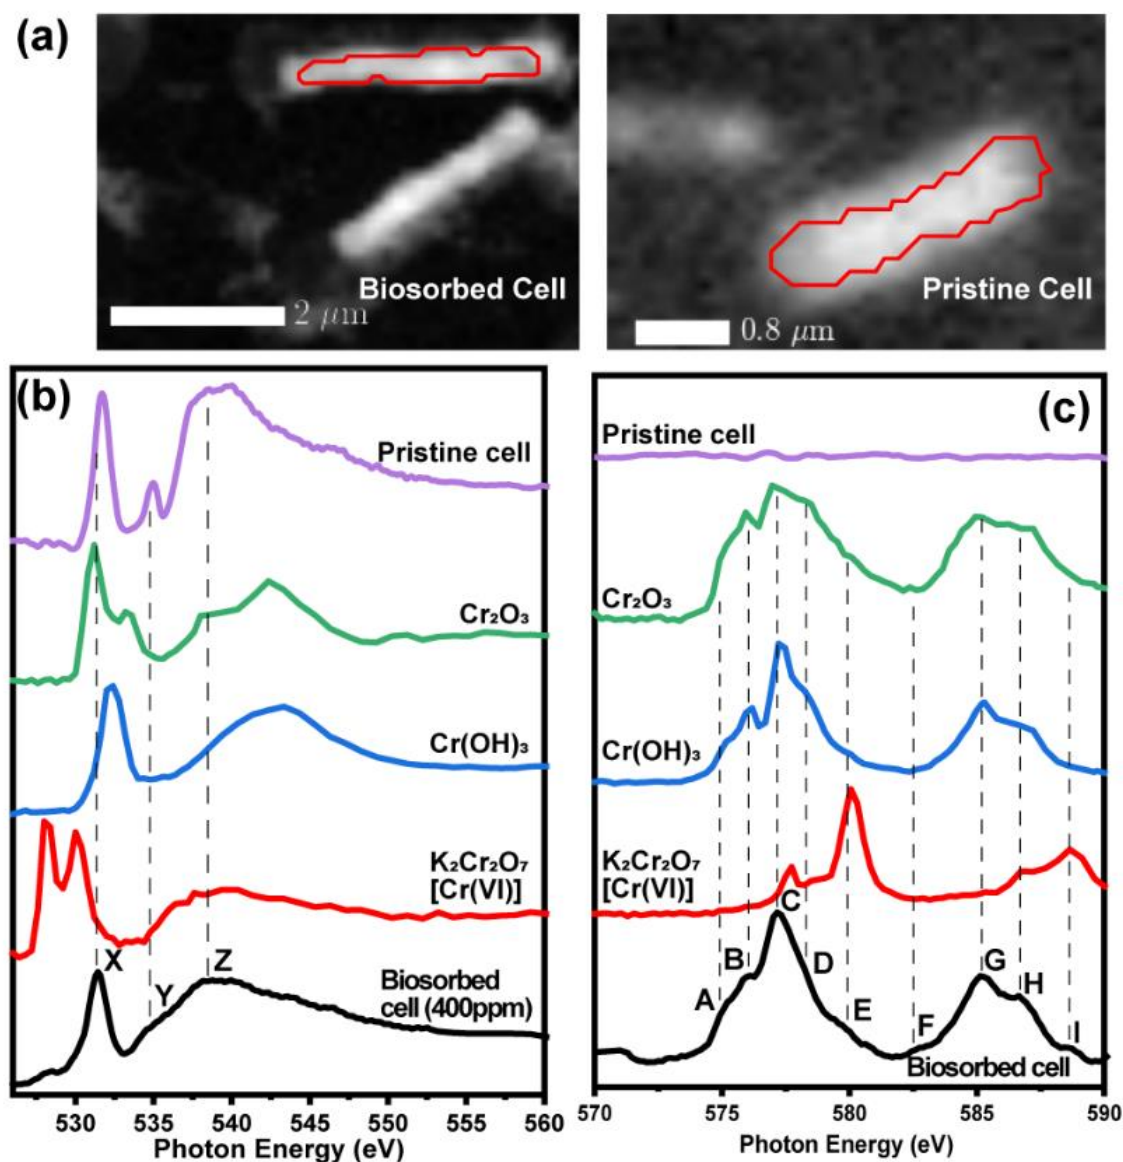 (a)
Biosorbed Cell
2 μm
Pristine Cell
0.8 μm
(b)
Pristine cell
Cr₂O₃
Cr(OH)₃
K₂Cr₂O₇
[Cr(VI)]
X
Y
Z
Biosorbed
cell (400ppm)
530 535 540 545 550 555 560
Photon Energy (eV)
(c)
Pristine cell
Cr₂O₃
Cr(OH)₃
K₂Cr₂O₇
[Cr(VI)]
A
B
C
D
E
F
G
H
I
Biosorbed cell
570 575 580 585 590
Photon Energy (eV)